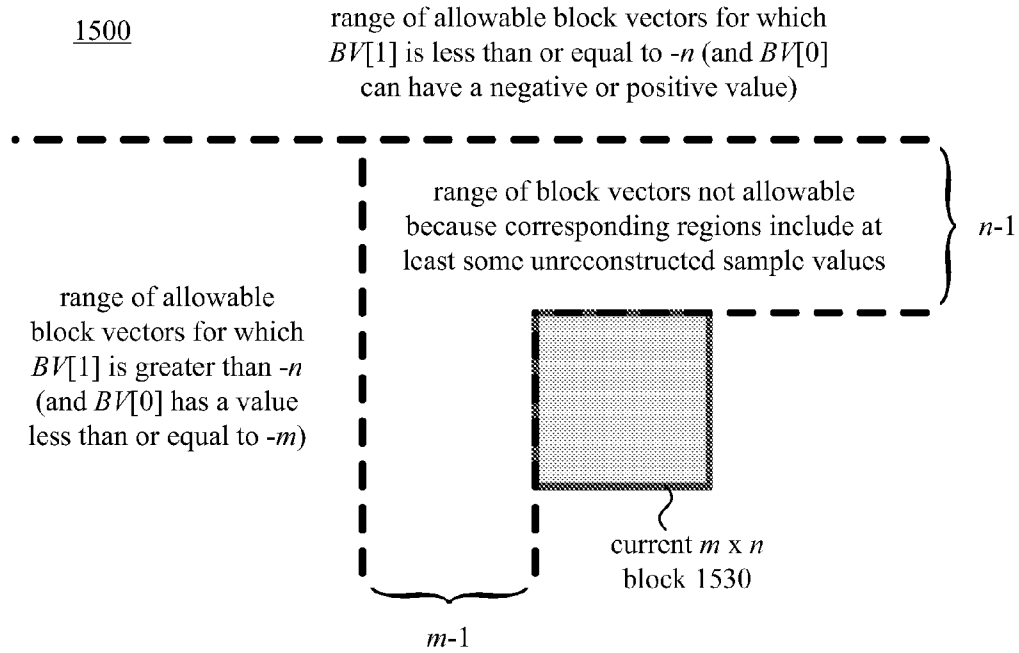 1500
range of allowable block vectors for which
BV[1] is less than or equal to -n (and BV[0]
can have a negative or positive value)
range of block vectors not allowable
because corresponding regions include at
least some unreconstructed sample values
n-1
range of allowable
block vectors for which
BV[1] is greater than -n
(and BV[0] has a value
less than or equal to -m)
current m x n
block 1530
m-1